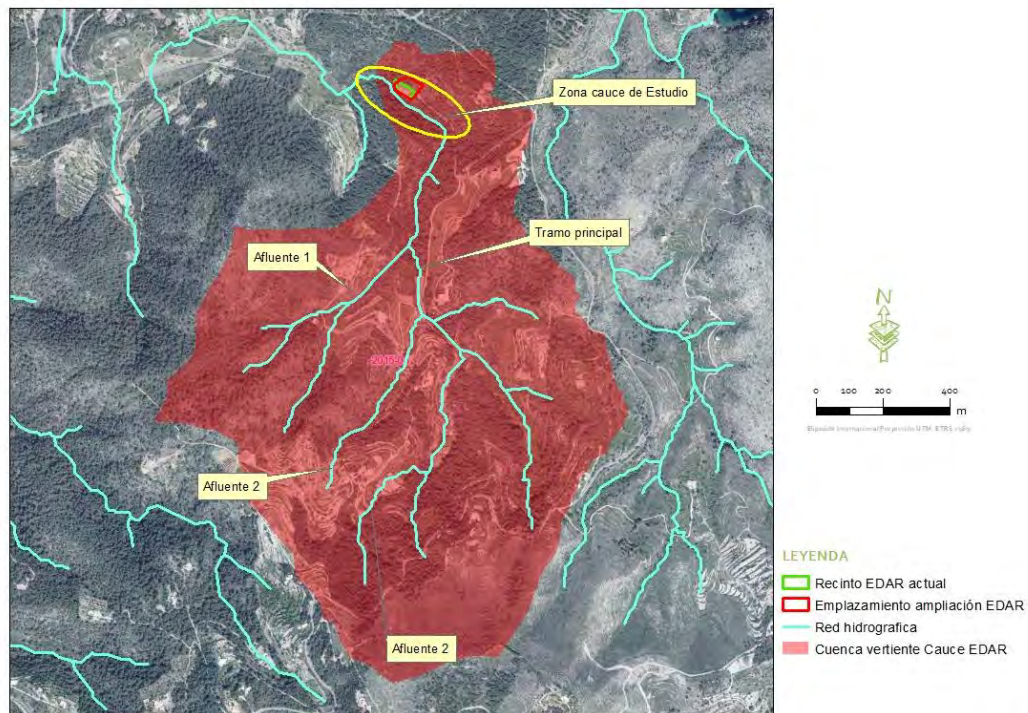 Zona cauce de Estudio
Tramo principal
Afluente 1
Afluente 2
Afluente 2
N
0 100 200 400
m
LEYENDA
Recinto EDAR actual
Emplazamiento ampliación EDAR
Red hidrografica
Cuenca vertiente Cauce EDAR